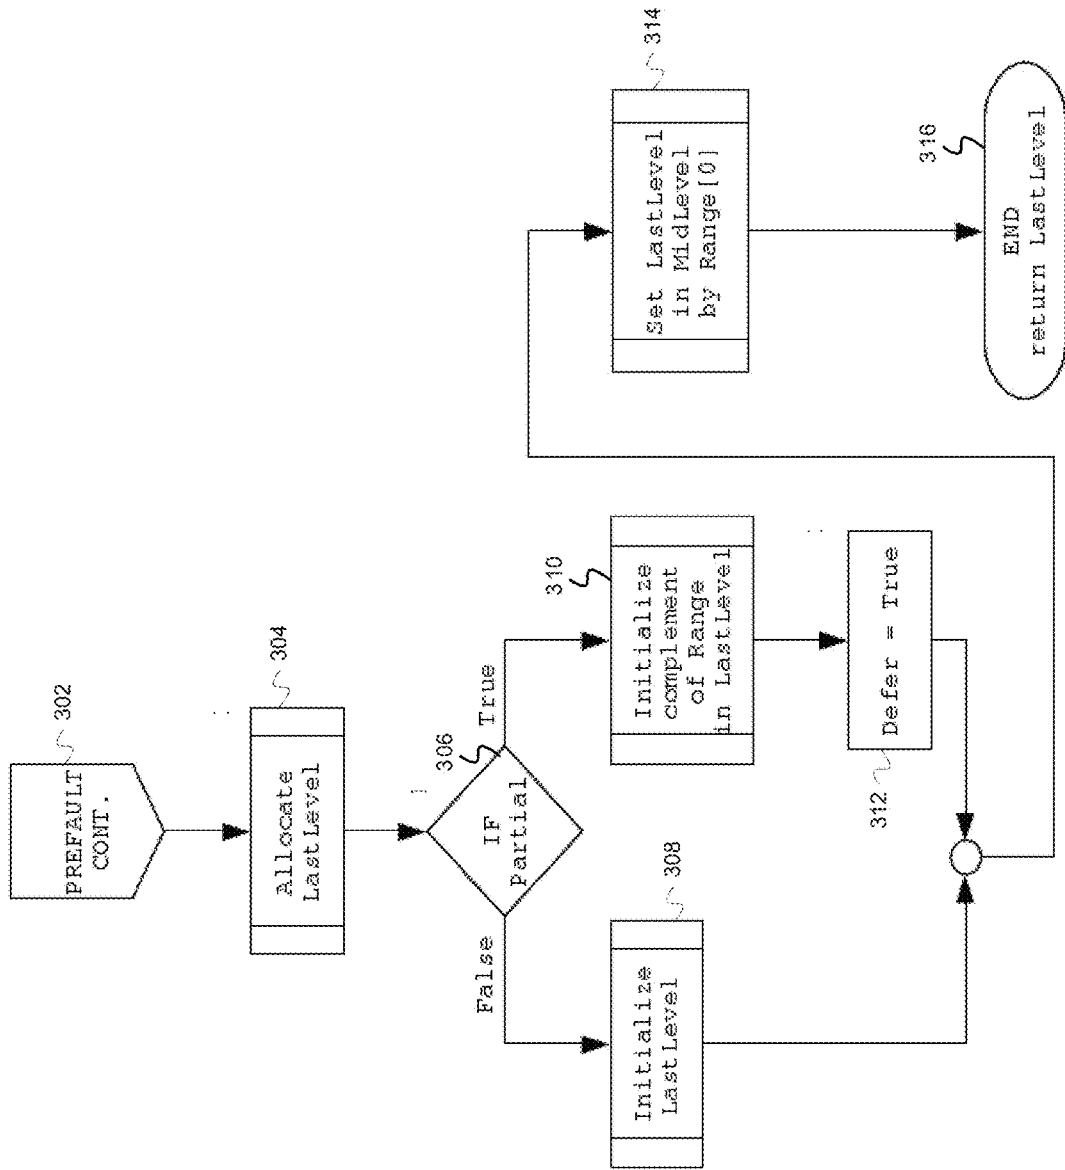 PREFAULT
CONT.
302
Allocate
LastLevel
304
IF
Partial
306
False
True
Initialize
LastLevel
308
Initialize
complement
of Range
in LastLevel
310
Defer = True
312
Set LastLevel
in MidLevel
by Range[0]
314
END
return LastLevel
316